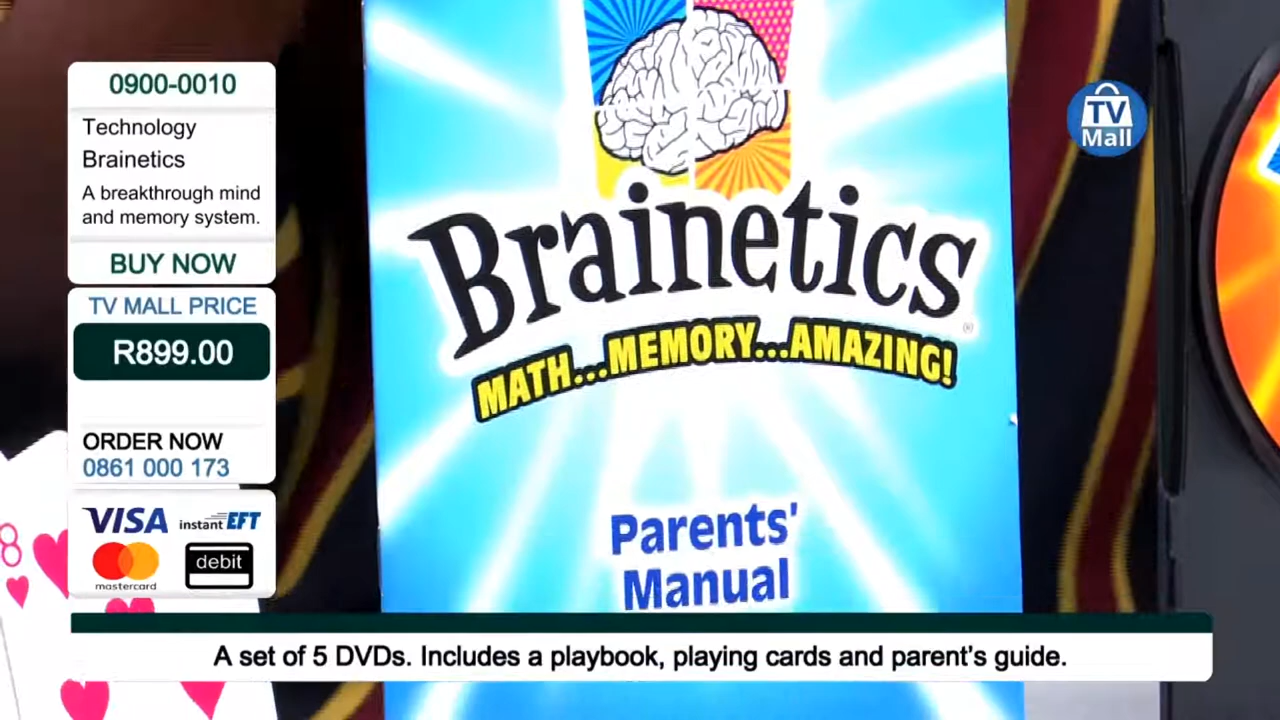 0900-0010
Technology
Brainetics
A breakthrough mind
and memory system.
BUY NOW
TV MALL PRICE
R899.00
ORDER NOW
0861 000 173
VISA
instant EFT
mastercard
debit
TV
Mall
Brainetics®
MATH...MEMORY...AMAZING!
Parents'
Manual
8
A set of 5 DVDs. Includes a playbook, playing cards and parent's guide.